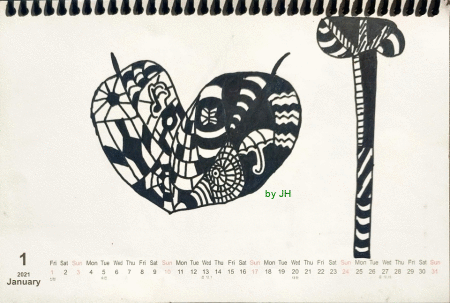 by JH
1
2021
January
Fri Sat Sun Mon Tue Wed Thu Fri Sat Sun Mon Tue Wed Thu Fri Sat Sun Mon Tue Wed Thu Fri Sat Sun Mon Tue Wed Thu Fri Sat Sun
1 2 3 4 5 6 7 8 9 10 11 12 13 14 15 16 17 18 19 20 21 22 23 24 25 26 27 28 29 30 31